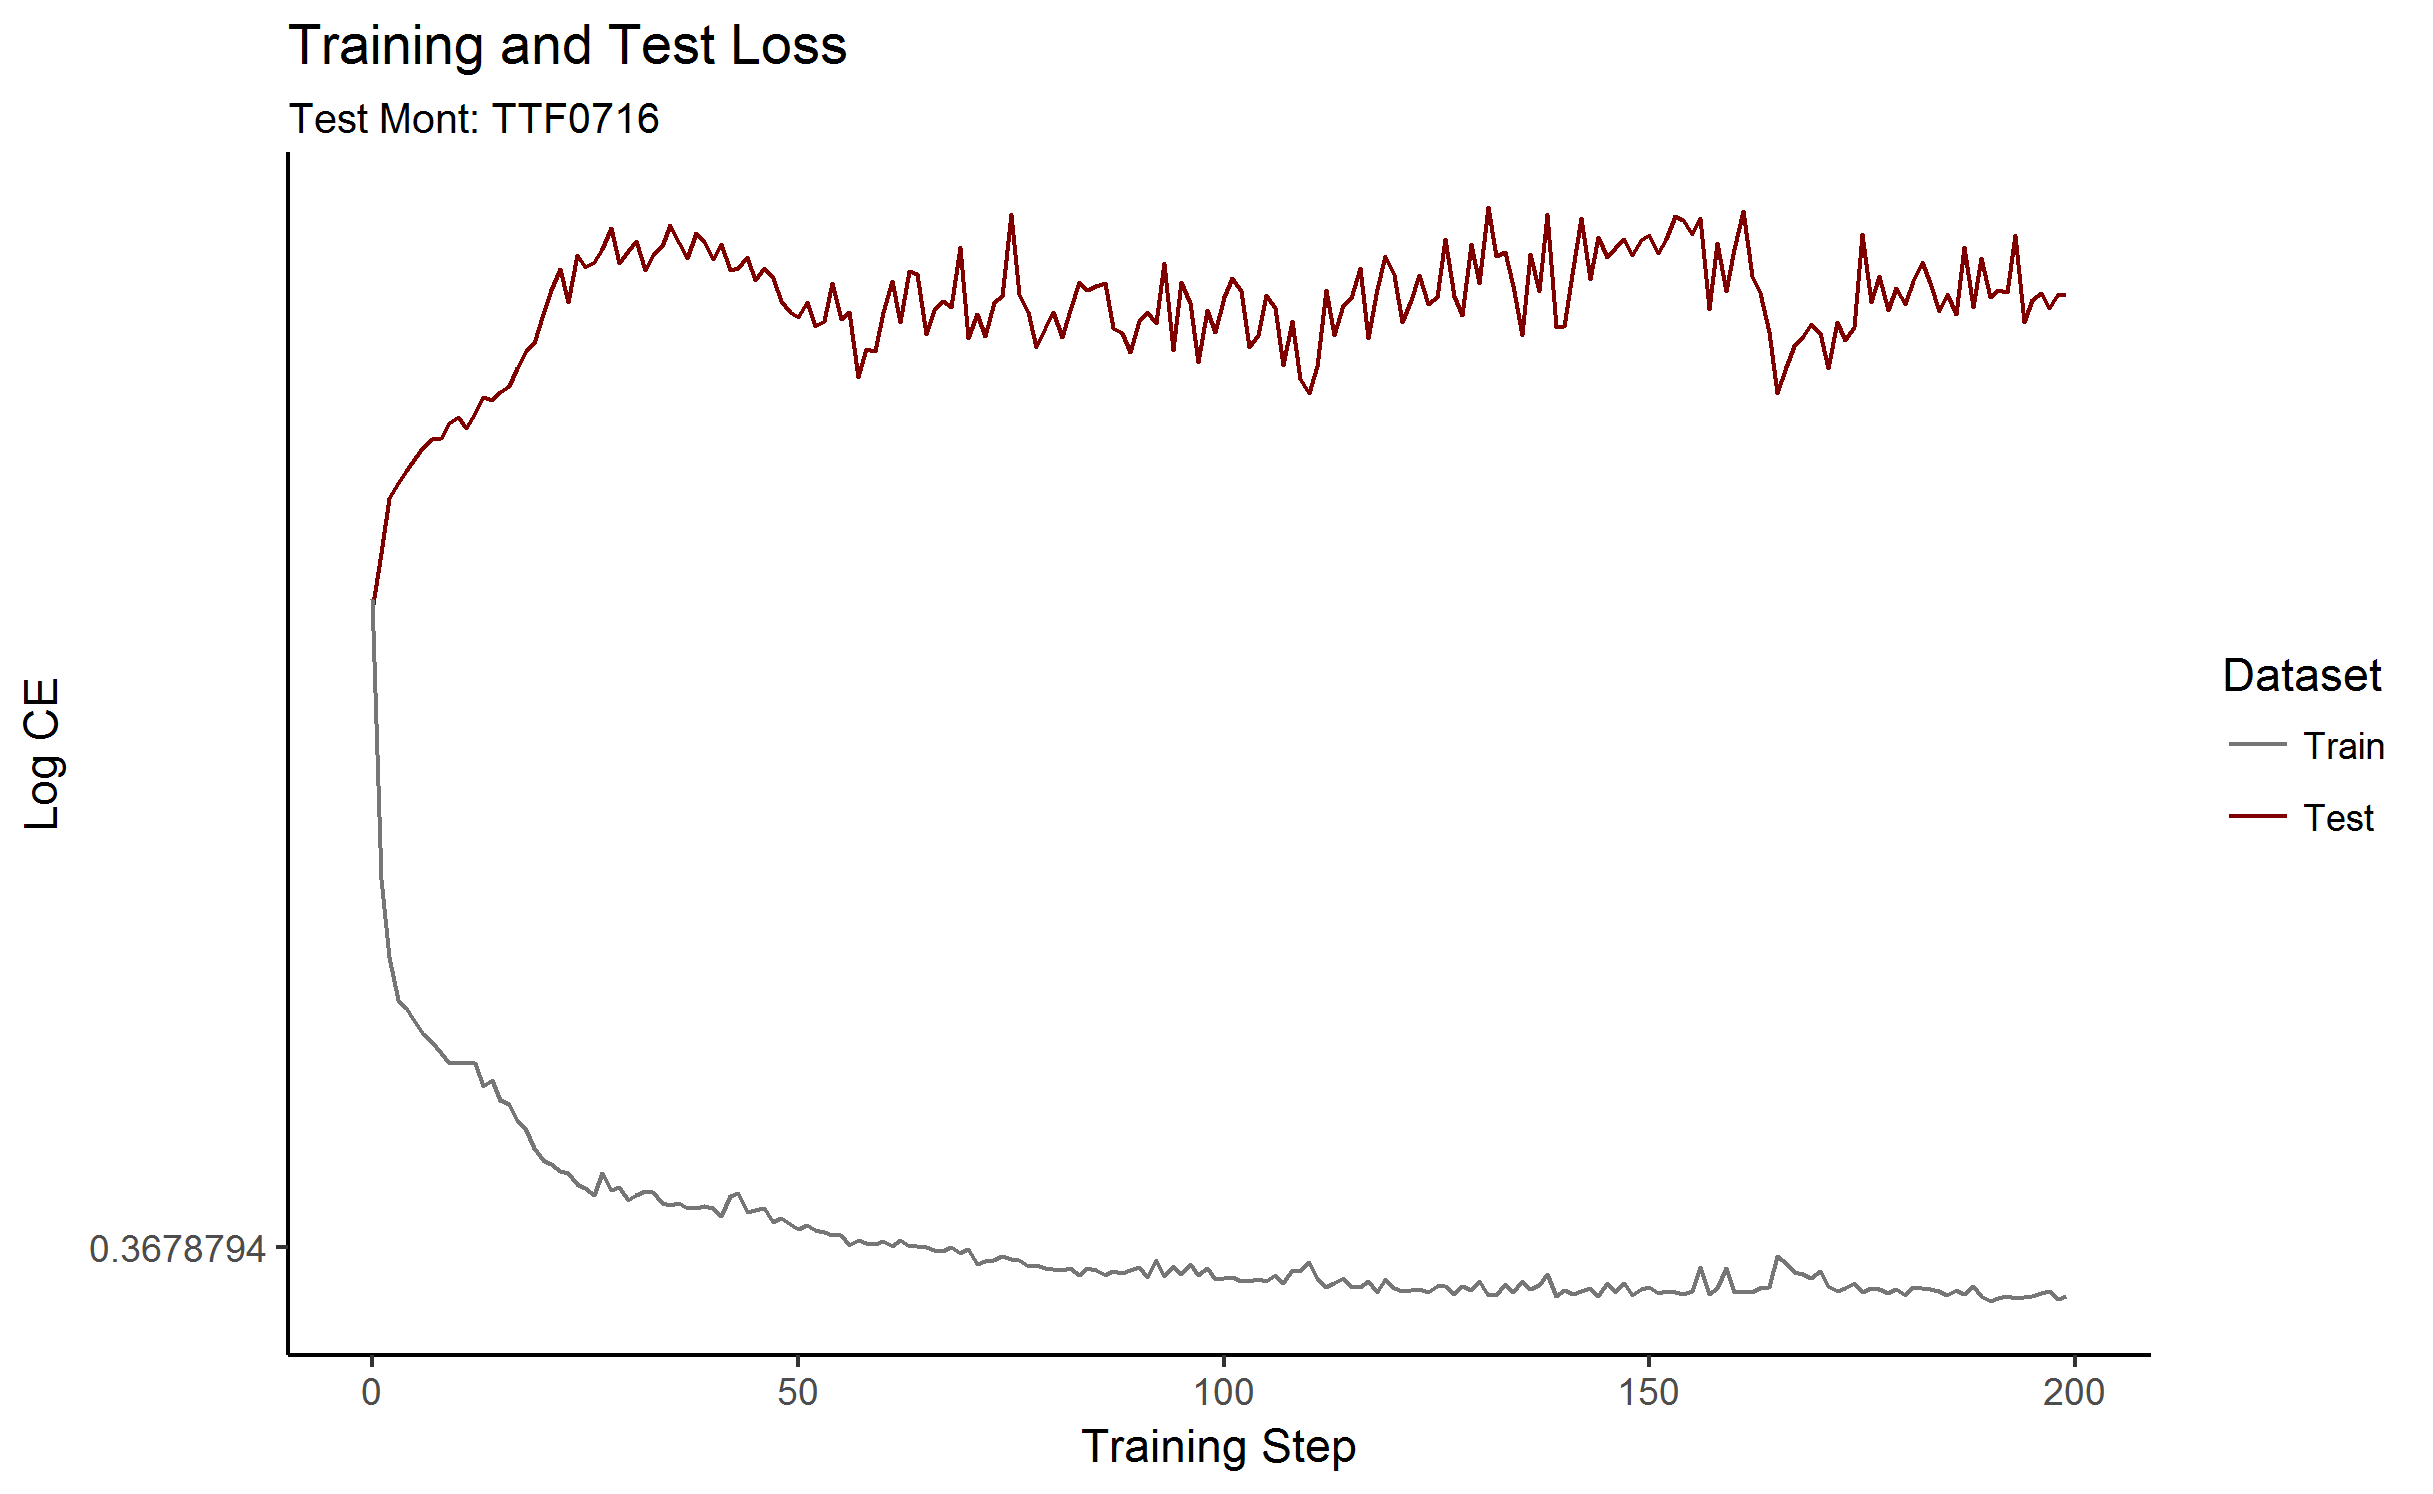 Training and Test Loss
Test Mont: TTF0716
Log CE
0.3678794
0 50 100 150 200
Training Step
Dataset
Train
Test